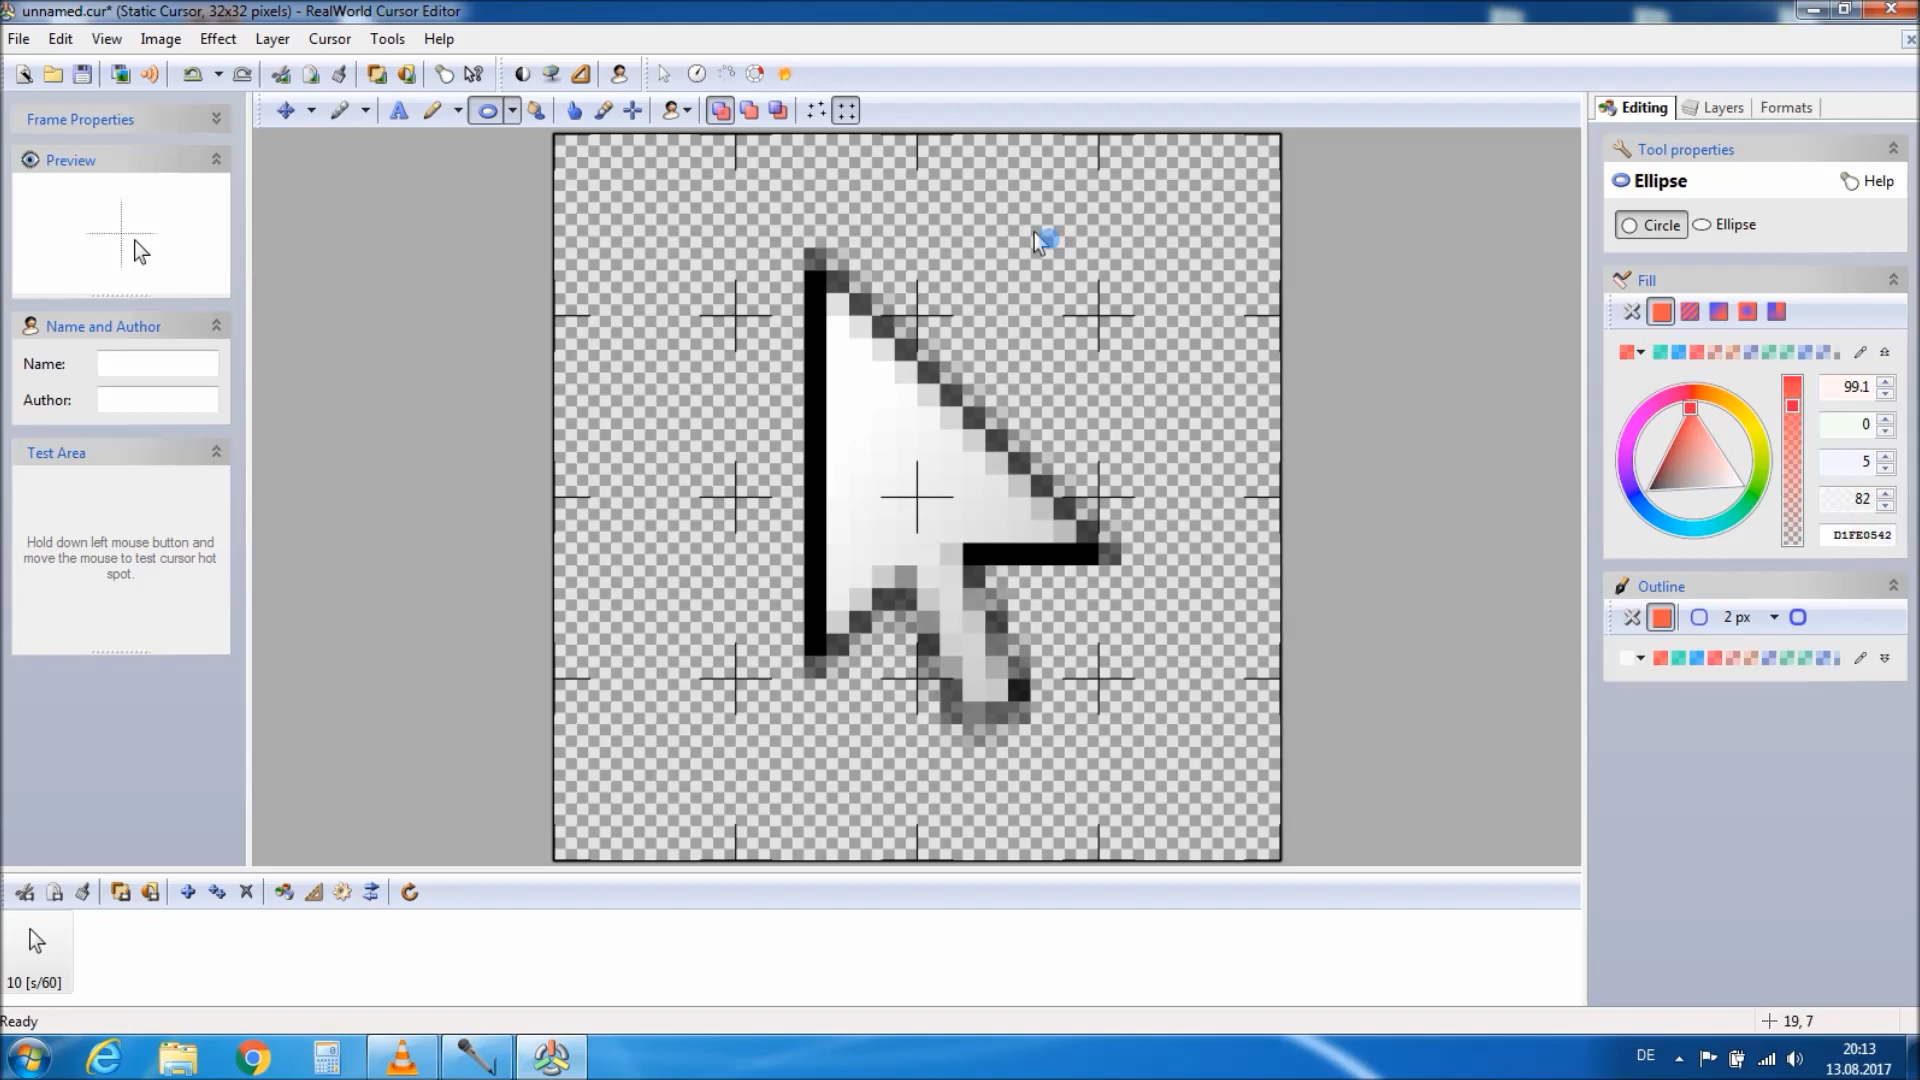 unnamed.cur* (Static Cursor, 32x32 pixels) - RealWorld Cursor Editor
File Edit View Image Effect Layer Cursor Tools Help
Frame Properties
Preview
Name and Author
Name:
Author:
Test Area
Hold down left mouse button and
move the mouse to test cursor hot
spot.
Editing Layers Formats
Tool properties
Ellipse Help
Circle Ellipse
Fill
99.1
0
5
82
D1FE0542
Outline
2 px
10 [s/60]
Ready
19, 7
DE
20:13
13.08.2017